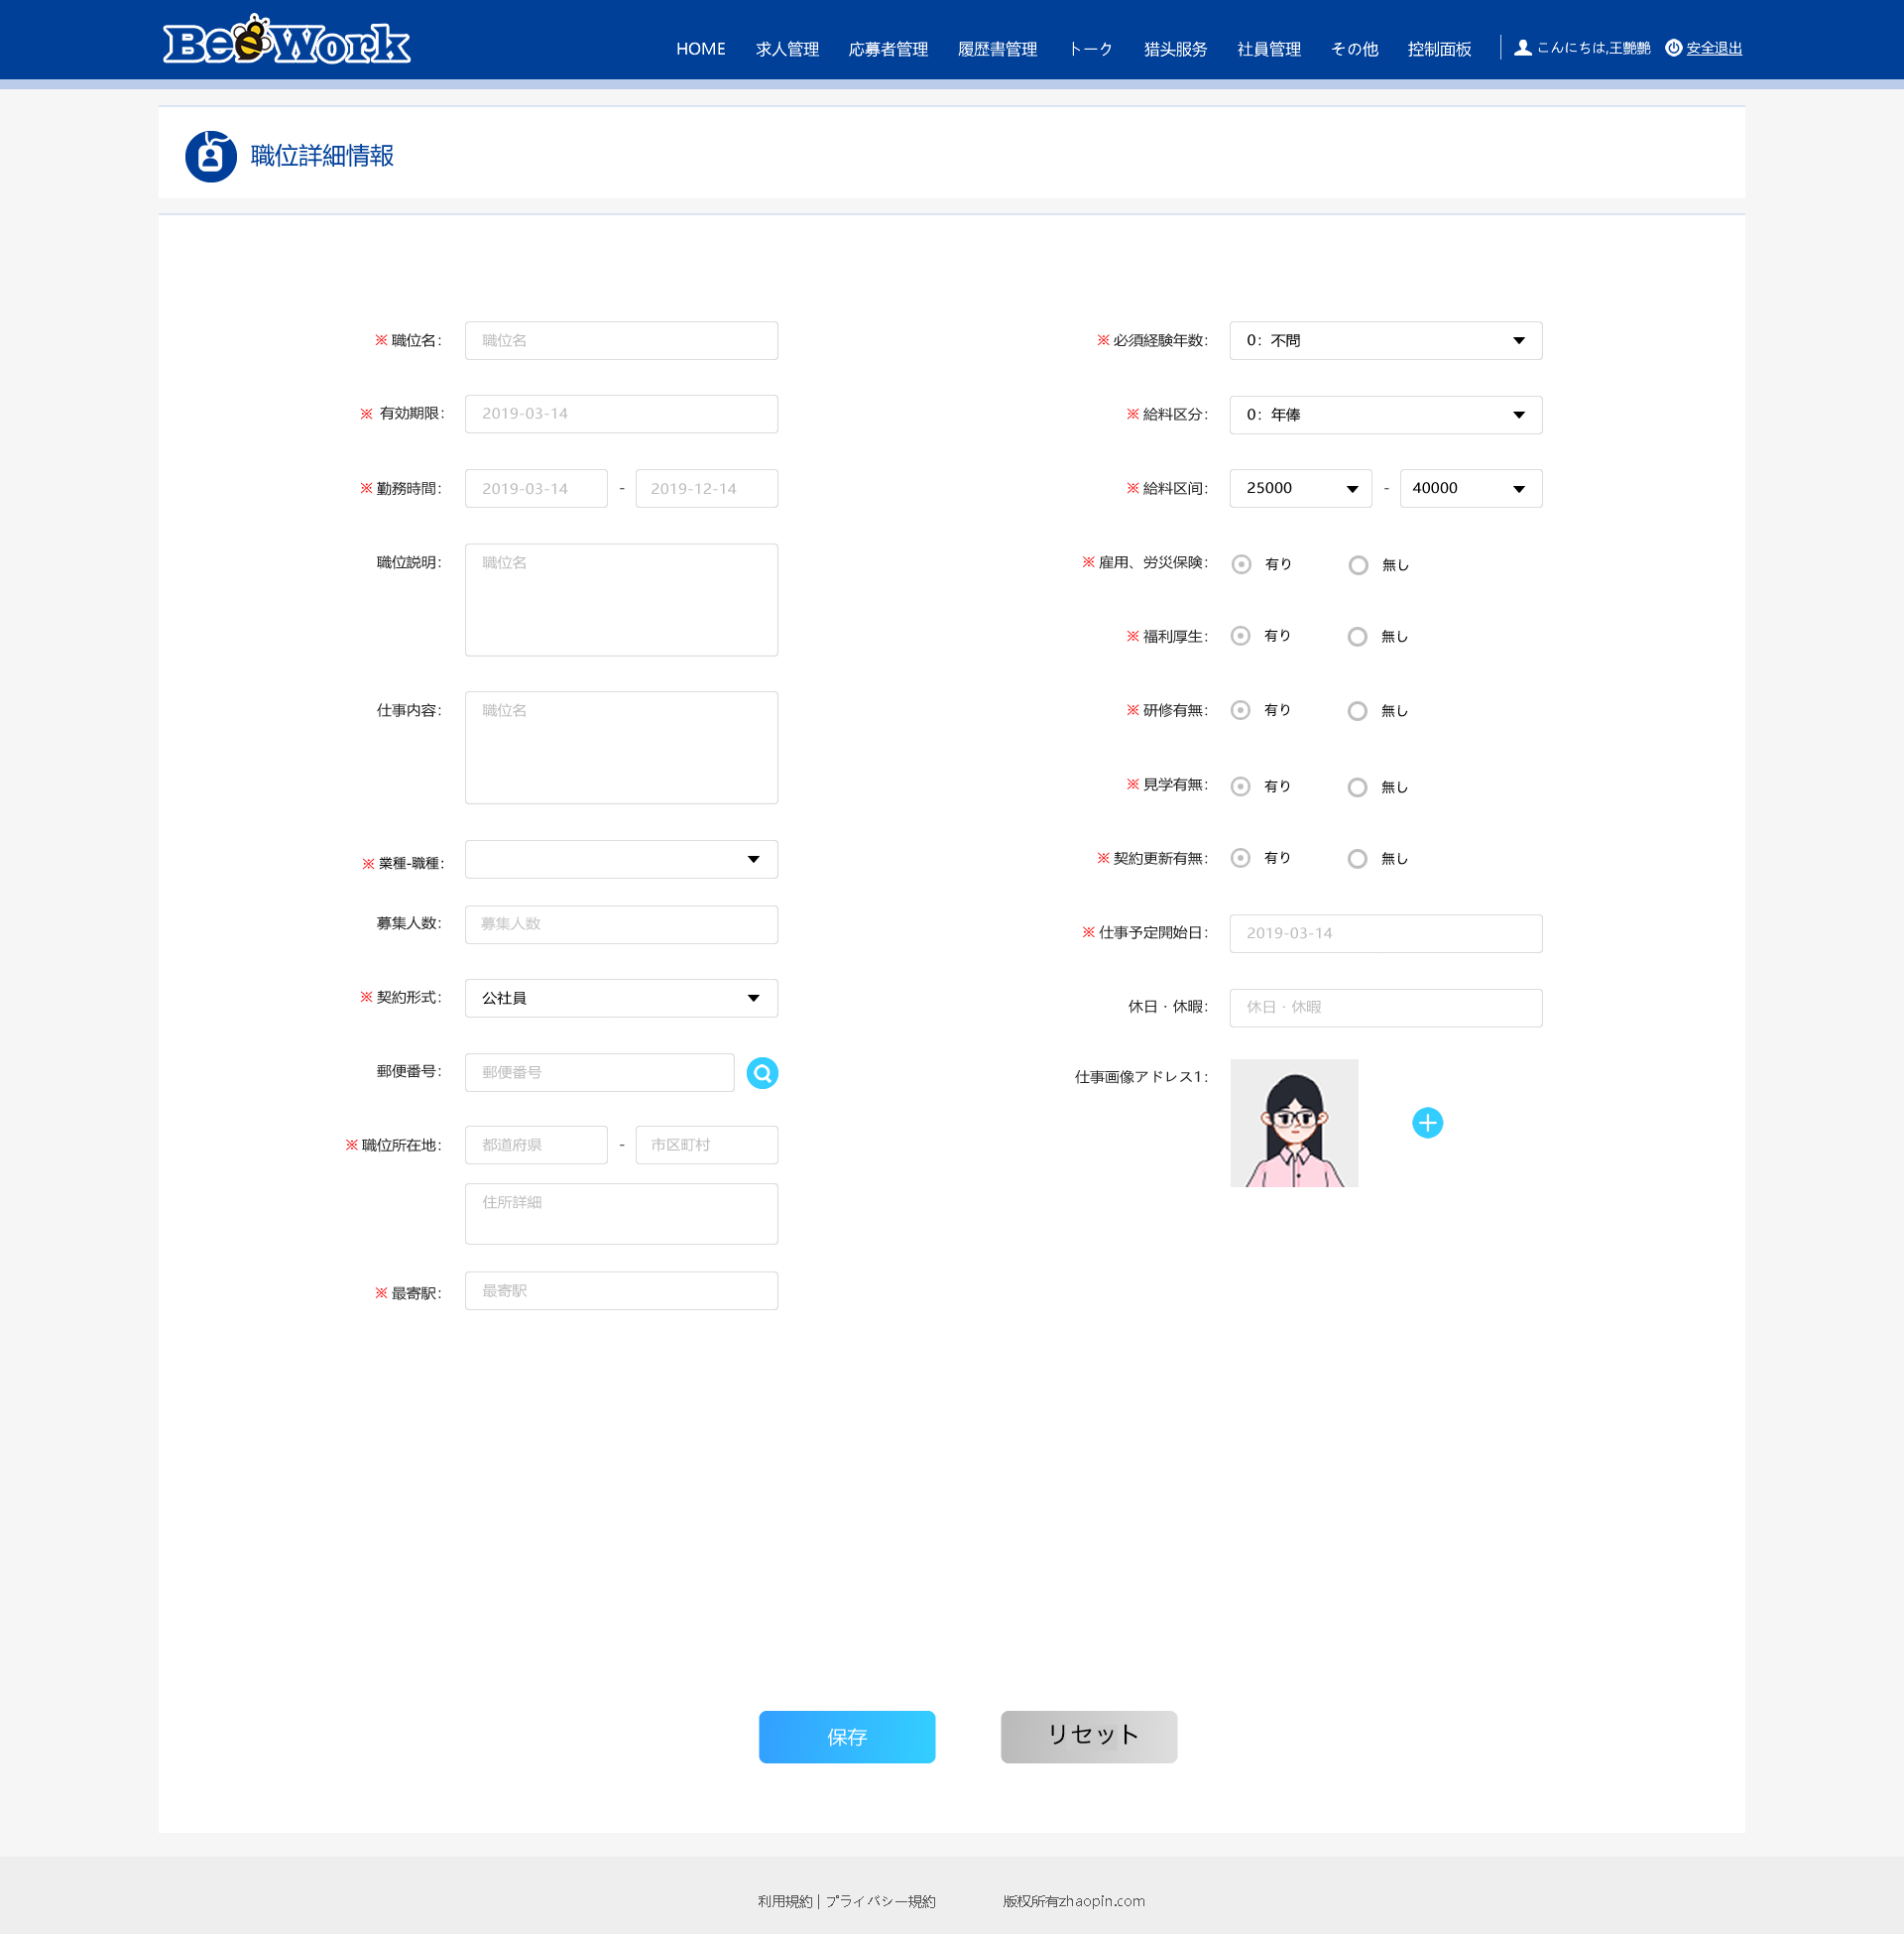 BeeWork
HOME 求人管理 応募者管理 履歴書管理 トーク 猎头服务 社員管理 その他 控制面板 こんにちは,王艷艷 安全退出
職位詳細情報
※ 職位名： 職位名
※ 有効期限： 2019-03-14
※ 勤務時間： 2019-03-14 - 2019-12-14
職位説明： 職位名
仕事内容： 職位名
※ 業種-職種：
募集人数： 募集人数
※ 契約形式： 公社員
郵便番号： 郵便番号
※ 職位所在地： 都道府県 - 市区町村
住所詳細
※ 最寄駅： 最寄駅
※ 必須経験年数： 0：不問
※ 給料区分： 0：年俸
※ 給料区间： 25000 - 40000
※ 雇用、労災保険： 有り 無し
※ 福利厚生： 有り 無し
※ 研修有無： 有り 無し
※ 見学有無： 有り 無し
※ 契約更新有無： 有り 無し
※ 仕事予定開始日： 2019-03-14
休日・休暇： 休日・休暇
仕事画像アドレス1：
保存 リセット
利用規約 | プライバシー規約 版权所有zhaopin.com